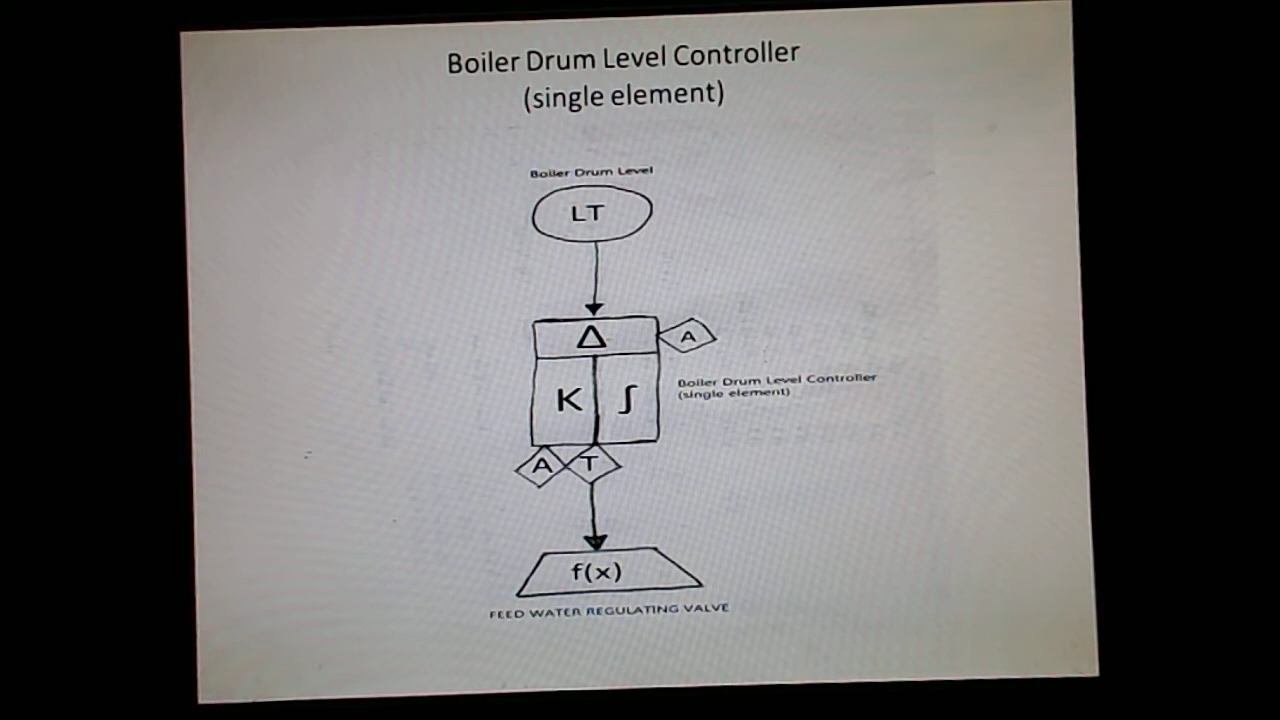 Boiler Drum Level Controller
(single element)
Boiler Drum Level
LT
Δ
A
K ∫
Boiler Drum Level Controller
(single element)
A T
f(x)
FEED WATER REGULATING VALVE